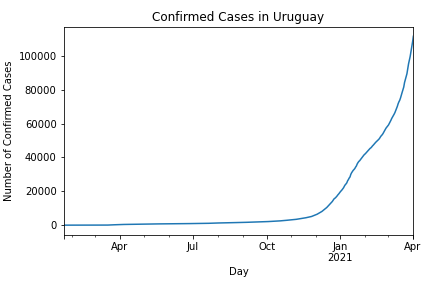 Confirmed Cases in Uruguay
Number of Confirmed Cases
100000
80000
60000
40000
20000
0
Apr
Jul
Oct
Jan
2021
Apr
Day